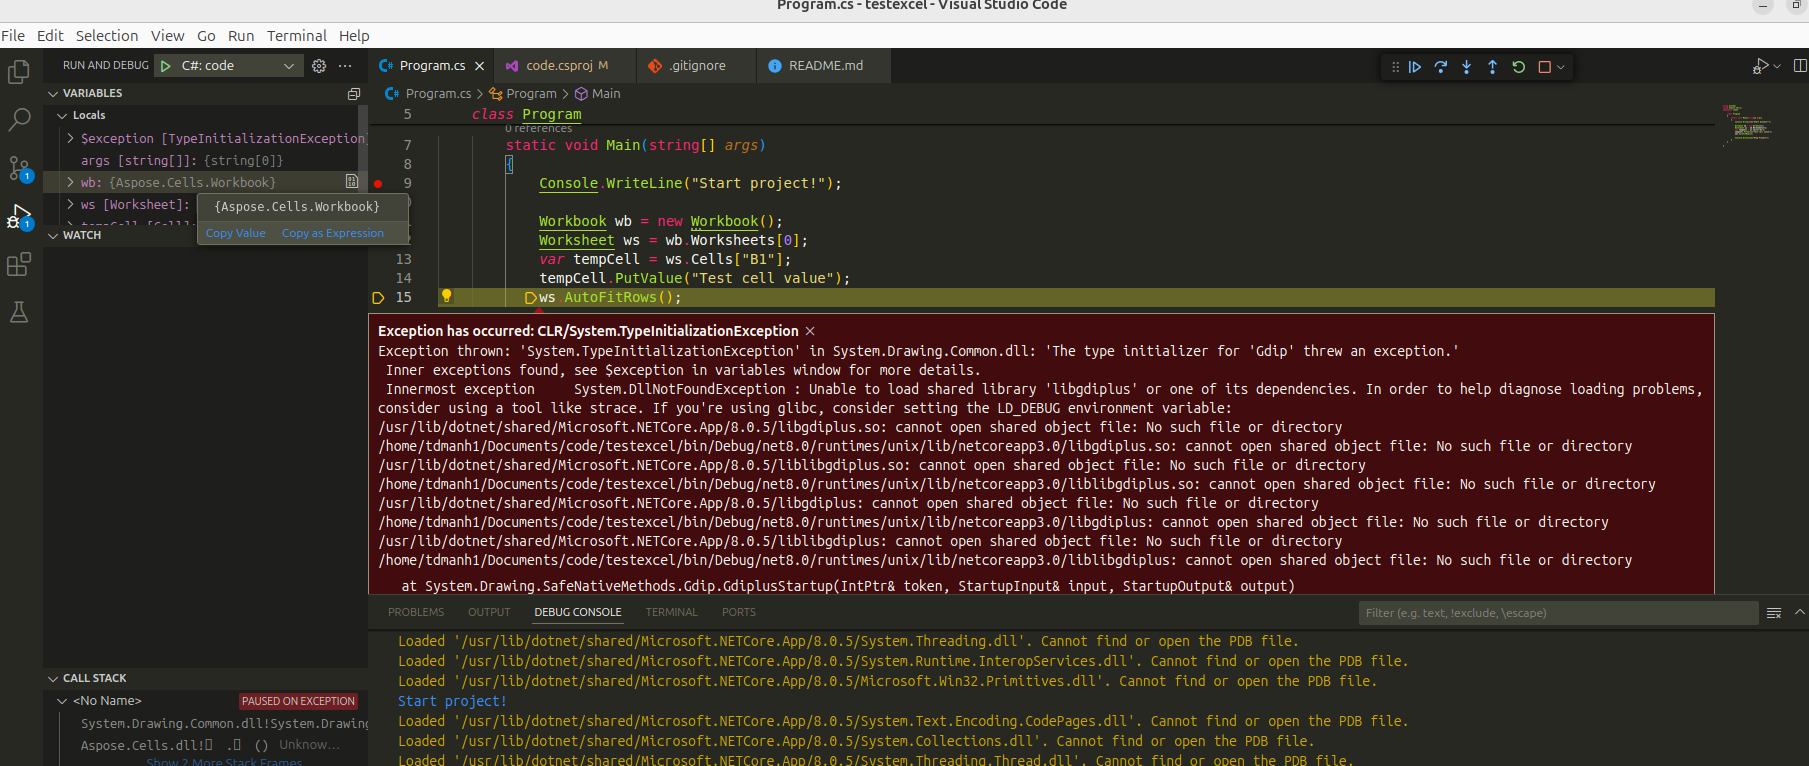 Program.cs - testexcel - Visual Studio Code
File Edit Selection View Go Run Terminal Help
RUN AND DEBUG C#: code
Program.cs code.csproj M .gitignore README.md
Program.cs > Program > Main
VARIABLES
Locals
$exception [TypeInitializationException]
args [string[]]: {string[0]}
wb: {Aspose.Cells.Workbook}
ws [Worksheet]:
{Aspose.Cells.Workbook}
Copy Value Copy as Expression
WATCH
1
1
5 class Program
0 references
7 static void Main(string[] args)
8 {
9 Console.WriteLine("Start project!");
Workbook wb = new Workbook();
Worksheet ws = wb.Worksheets[0];
13 var tempCell = ws.Cells["B1"];
14 tempCell.PutValue("Test cell value");
15 ws.AutoFitRows();
Exception has occurred: CLR/System.TypeInitializationException
Exception thrown: 'System.TypeInitializationException' in System.Drawing.Common.dll: 'The type initializer for 'Gdip' threw an exception.'
Inner exceptions found, see $exception in variables window for more details.
Innermost exception System.DllNotFoundException : Unable to load shared library 'libgdiplus' or one of its dependencies. In order to help diagnose loading problems,
consider using a tool like strace. If you're using glibc, consider setting the LD_DEBUG environment variable:
/usr/lib/dotnet/shared/Microsoft.NETCore.App/8.0.5/libgdiplus.so: cannot open shared object file: No such file or directory
/home/tdmanh1/Documents/code/testexcel/bin/Debug/net8.0/runtimes/unix/lib/netcoreapp3.0/libgdiplus.so: cannot open shared object file: No such file or directory
/usr/lib/dotnet/shared/Microsoft.NETCore.App/8.0.5/liblibgdiplus.so: cannot open shared object file: No such file or directory
/home/tdmanh1/Documents/code/testexcel/bin/Debug/net8.0/runtimes/unix/lib/netcoreapp3.0/liblibgdiplus.so: cannot open shared object file: No such file or directory
/usr/lib/dotnet/shared/Microsoft.NETCore.App/8.0.5/libgdiplus: cannot open shared object file: No such file or directory
/home/tdmanh1/Documents/code/testexcel/bin/Debug/net8.0/runtimes/unix/lib/netcoreapp3.0/libgdiplus: cannot open shared object file: No such file or directory
/usr/lib/dotnet/shared/Microsoft.NETCore.App/8.0.5/liblibgdiplus: cannot open shared object file: No such file or directory
/home/tdmanh1/Documents/code/testexcel/bin/Debug/net8.0/runtimes/unix/lib/netcoreapp3.0/liblibgdiplus: cannot open shared object file: No such file or directory
at System.Drawing.SafeNativeMethods.Gdip.GdiplusStartup(IntPtr& token, StartupInput& input, StartupOutput& output)
PROBLEMS OUTPUT DEBUG CONSOLE TERMINAL PORTS
Filter (e.g. text, !exclude, \escape)
Loaded '/usr/lib/dotnet/shared/Microsoft.NETCore.App/8.0.5/System.Threading.dll'. Cannot find or open the PDB file.
Loaded '/usr/lib/dotnet/shared/Microsoft.NETCore.App/8.0.5/System.Runtime.InteropServices.dll'. Cannot find or open the PDB file.
Loaded '/usr/lib/dotnet/shared/Microsoft.NETCore.App/8.0.5/Microsoft.Win32.Primitives.dll'. Cannot find or open the PDB file.
Start project!
Loaded '/usr/lib/dotnet/shared/Microsoft.NETCore.App/8.0.5/System.Text.Encoding.CodePages.dll'. Cannot find or open the PDB file.
Loaded '/usr/lib/dotnet/shared/Microsoft.NETCore.App/8.0.5/System.Collections.dll'. Cannot find or open the PDB file.
Loaded '/usr/lib/dotnet/shared/Microsoft.NETCore.App/8.0.5/System.Threading.Thread.dll'. Cannot find or open the PDB file.
CALL STACK
<No Name> PAUSED ON EXCEPTION
System.Drawing.Common.dll!System.Drawing
Aspose.Cells.dll! . () Unknow...
Show 2 More Stack Frames